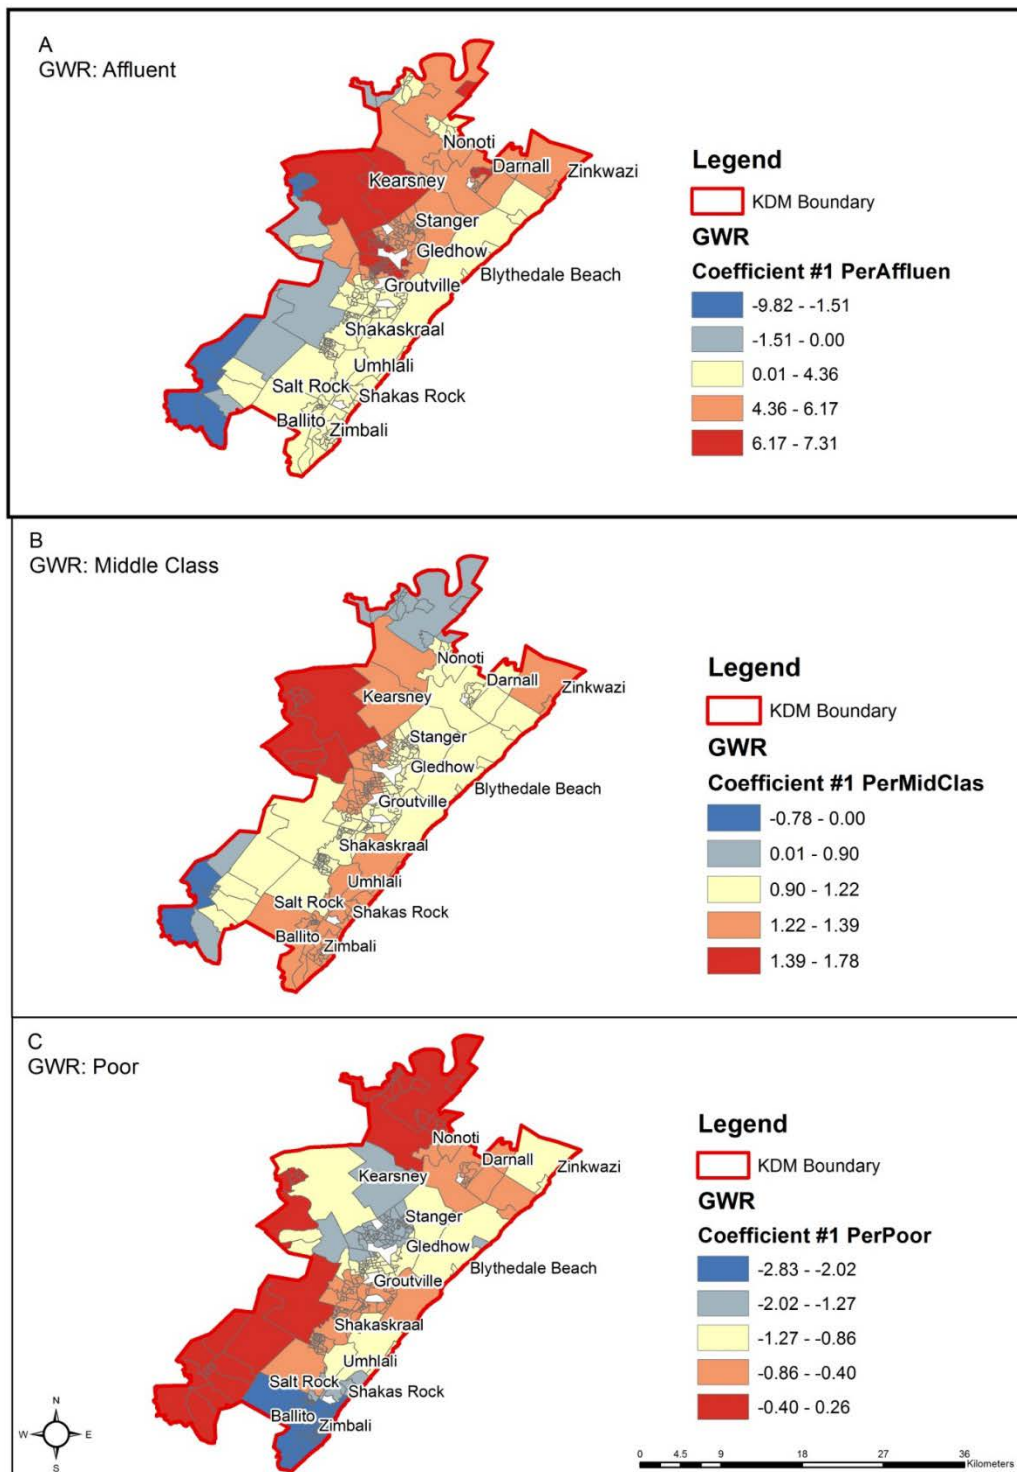 A
GWR: Affluent
Nonoti
Darnall
Zinkwazi
Kearsney
Stanger
Gledhow
Blythedale Beach
Groutville
Shakaskraal
Umhlali
Salt Rock
Shakas Rock
Ballito
Zimbali
Legend
KDM Boundary
GWR
Coefficient #1 PerAffluen
-9.82 - -1.51
-1.51 - 0.00
0.01 - 4.36
4.36 - 6.17
6.17 - 7.31
B
GWR: Middle Class
Nonoti
Darnall
Zinkwazi
Kearsney
Stanger
Gledhow
Blythedale Beach
Groutville
Shakaskraal
Umhlali
Salt Rock
Shakas Rock
Ballito
Zimbali
Legend
KDM Boundary
GWR
Coefficient #1 PerMidClas
-0.78 - 0.00
0.01 - 0.90
0.90 - 1.22
1.22 - 1.39
1.39 - 1.78
C
GWR: Poor
Nonoti
Darnall
Zinkwazi
Kearsney
Stanger
Gledhow
Blythedale Beach
Groutville
Shakaskraal
Umhlali
Salt Rock
Shakas Rock
Ballito
Zimbali
Legend
KDM Boundary
GWR
Coefficient #1 PerPoor
-2.83 - -2.02
-2.02 - -1.27
-1.27 - -0.86
-0.86 - -0.40
-0.40 - 0.26
N
W E
S
0 4.5 9 18 27 36
Kilometers